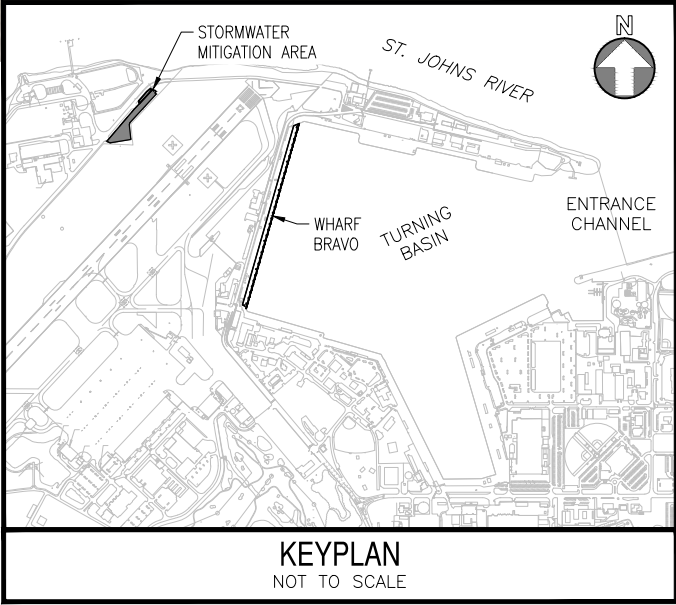 STORMWATER
MITIGATION AREA
ST. JOHNS RIVER
N
ENTRANCE
CHANNEL
WHARF
BRAVO
TURNING
BASIN
KEYPLAN
NOT TO SCALE